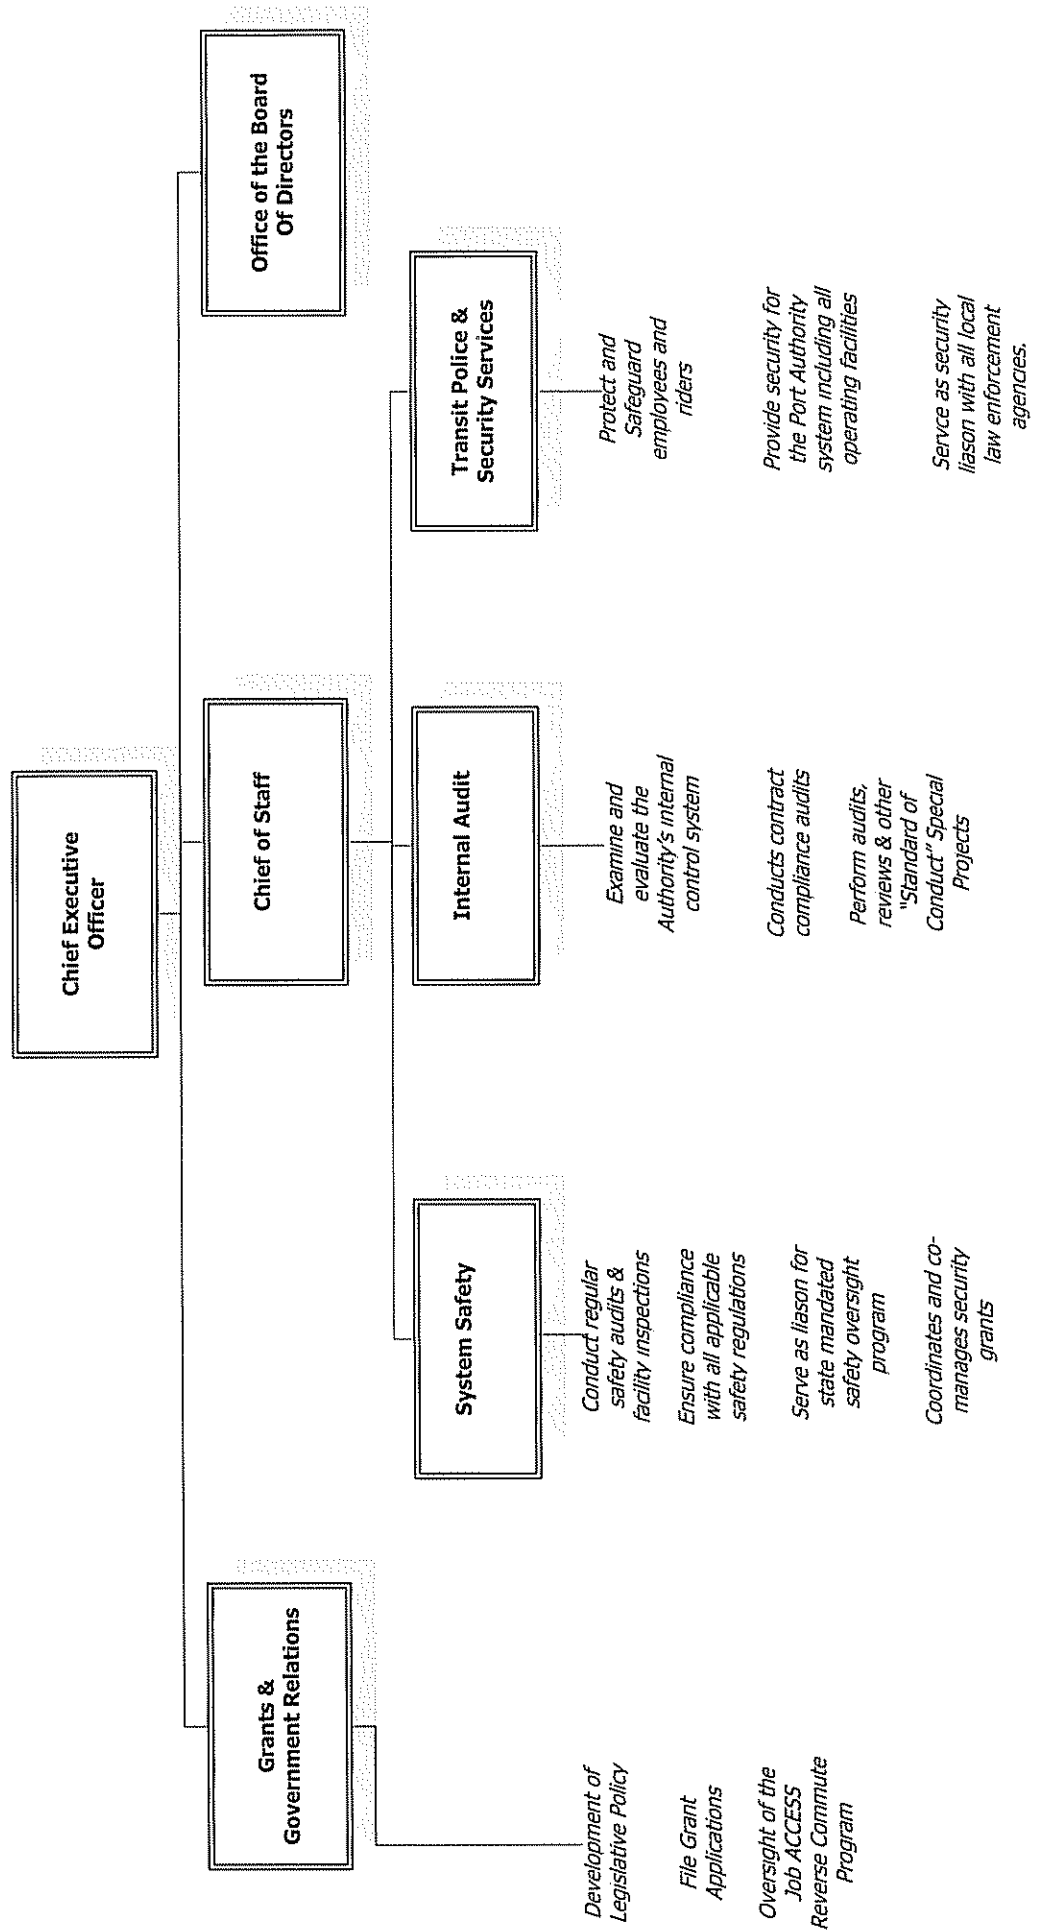 Chief Executive
Officer
Grants &
Government Relations
Chief of Staff
Office of the Board
Of Directors
System Safety
Internal Audit
Transit Police &
Security Services
Development of
Legislative Policy
File Grant
Applications
Oversight of the
Job ACCESS
Reverse Commute
Program
Conduct regular
safety audits &
facility inspections
Ensure compliance
with all applicable
safety regulations
Serve as liason for
state mandated
safety oversight
program
Coordinates and co-
manages security
grants
Examine and
evaluate the
Authority's internal
control system
Conducts contract
compliance audits
Perform audits,
reviews & other
"Standard of
Conduct" Special
Projects
Protect and
Safeguard
employees and
riders
Provide security for
the Port Authority
system including all
operating facilities
Servce as security
liason with all local
law enforcement
agencies.